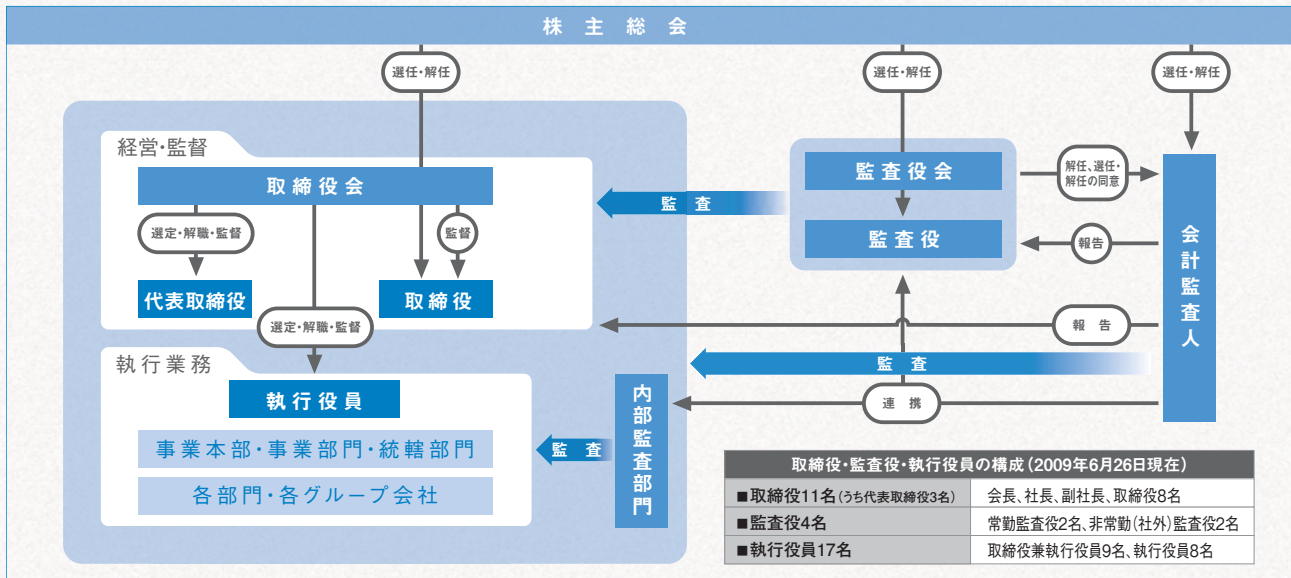 株主総会
選任・解任
選任・解任
選任・解任
経営・監督
取締役会
選定・解職・監督
監督
代表取締役
取締役
選定・解職・監督
執行業務
執行役員
事業本部・事業部門・統轄部門
各部門・各グループ会社
監査
内部監査部門
監査
監査役会
監査役
解任、選任・
解任の同意
報告
報告
監査
連携
会計監査人
取締役・監査役・執行役員の構成（2009年6月26日現在）
■取締役11名（うち代表取締役3名） 会長、社長、副社長、取締役8名
■監査役4名 常勤監査役2名、非常勤（社外）監査役2名
■執行役員17名 取締役兼執行役員9名、執行役員8名